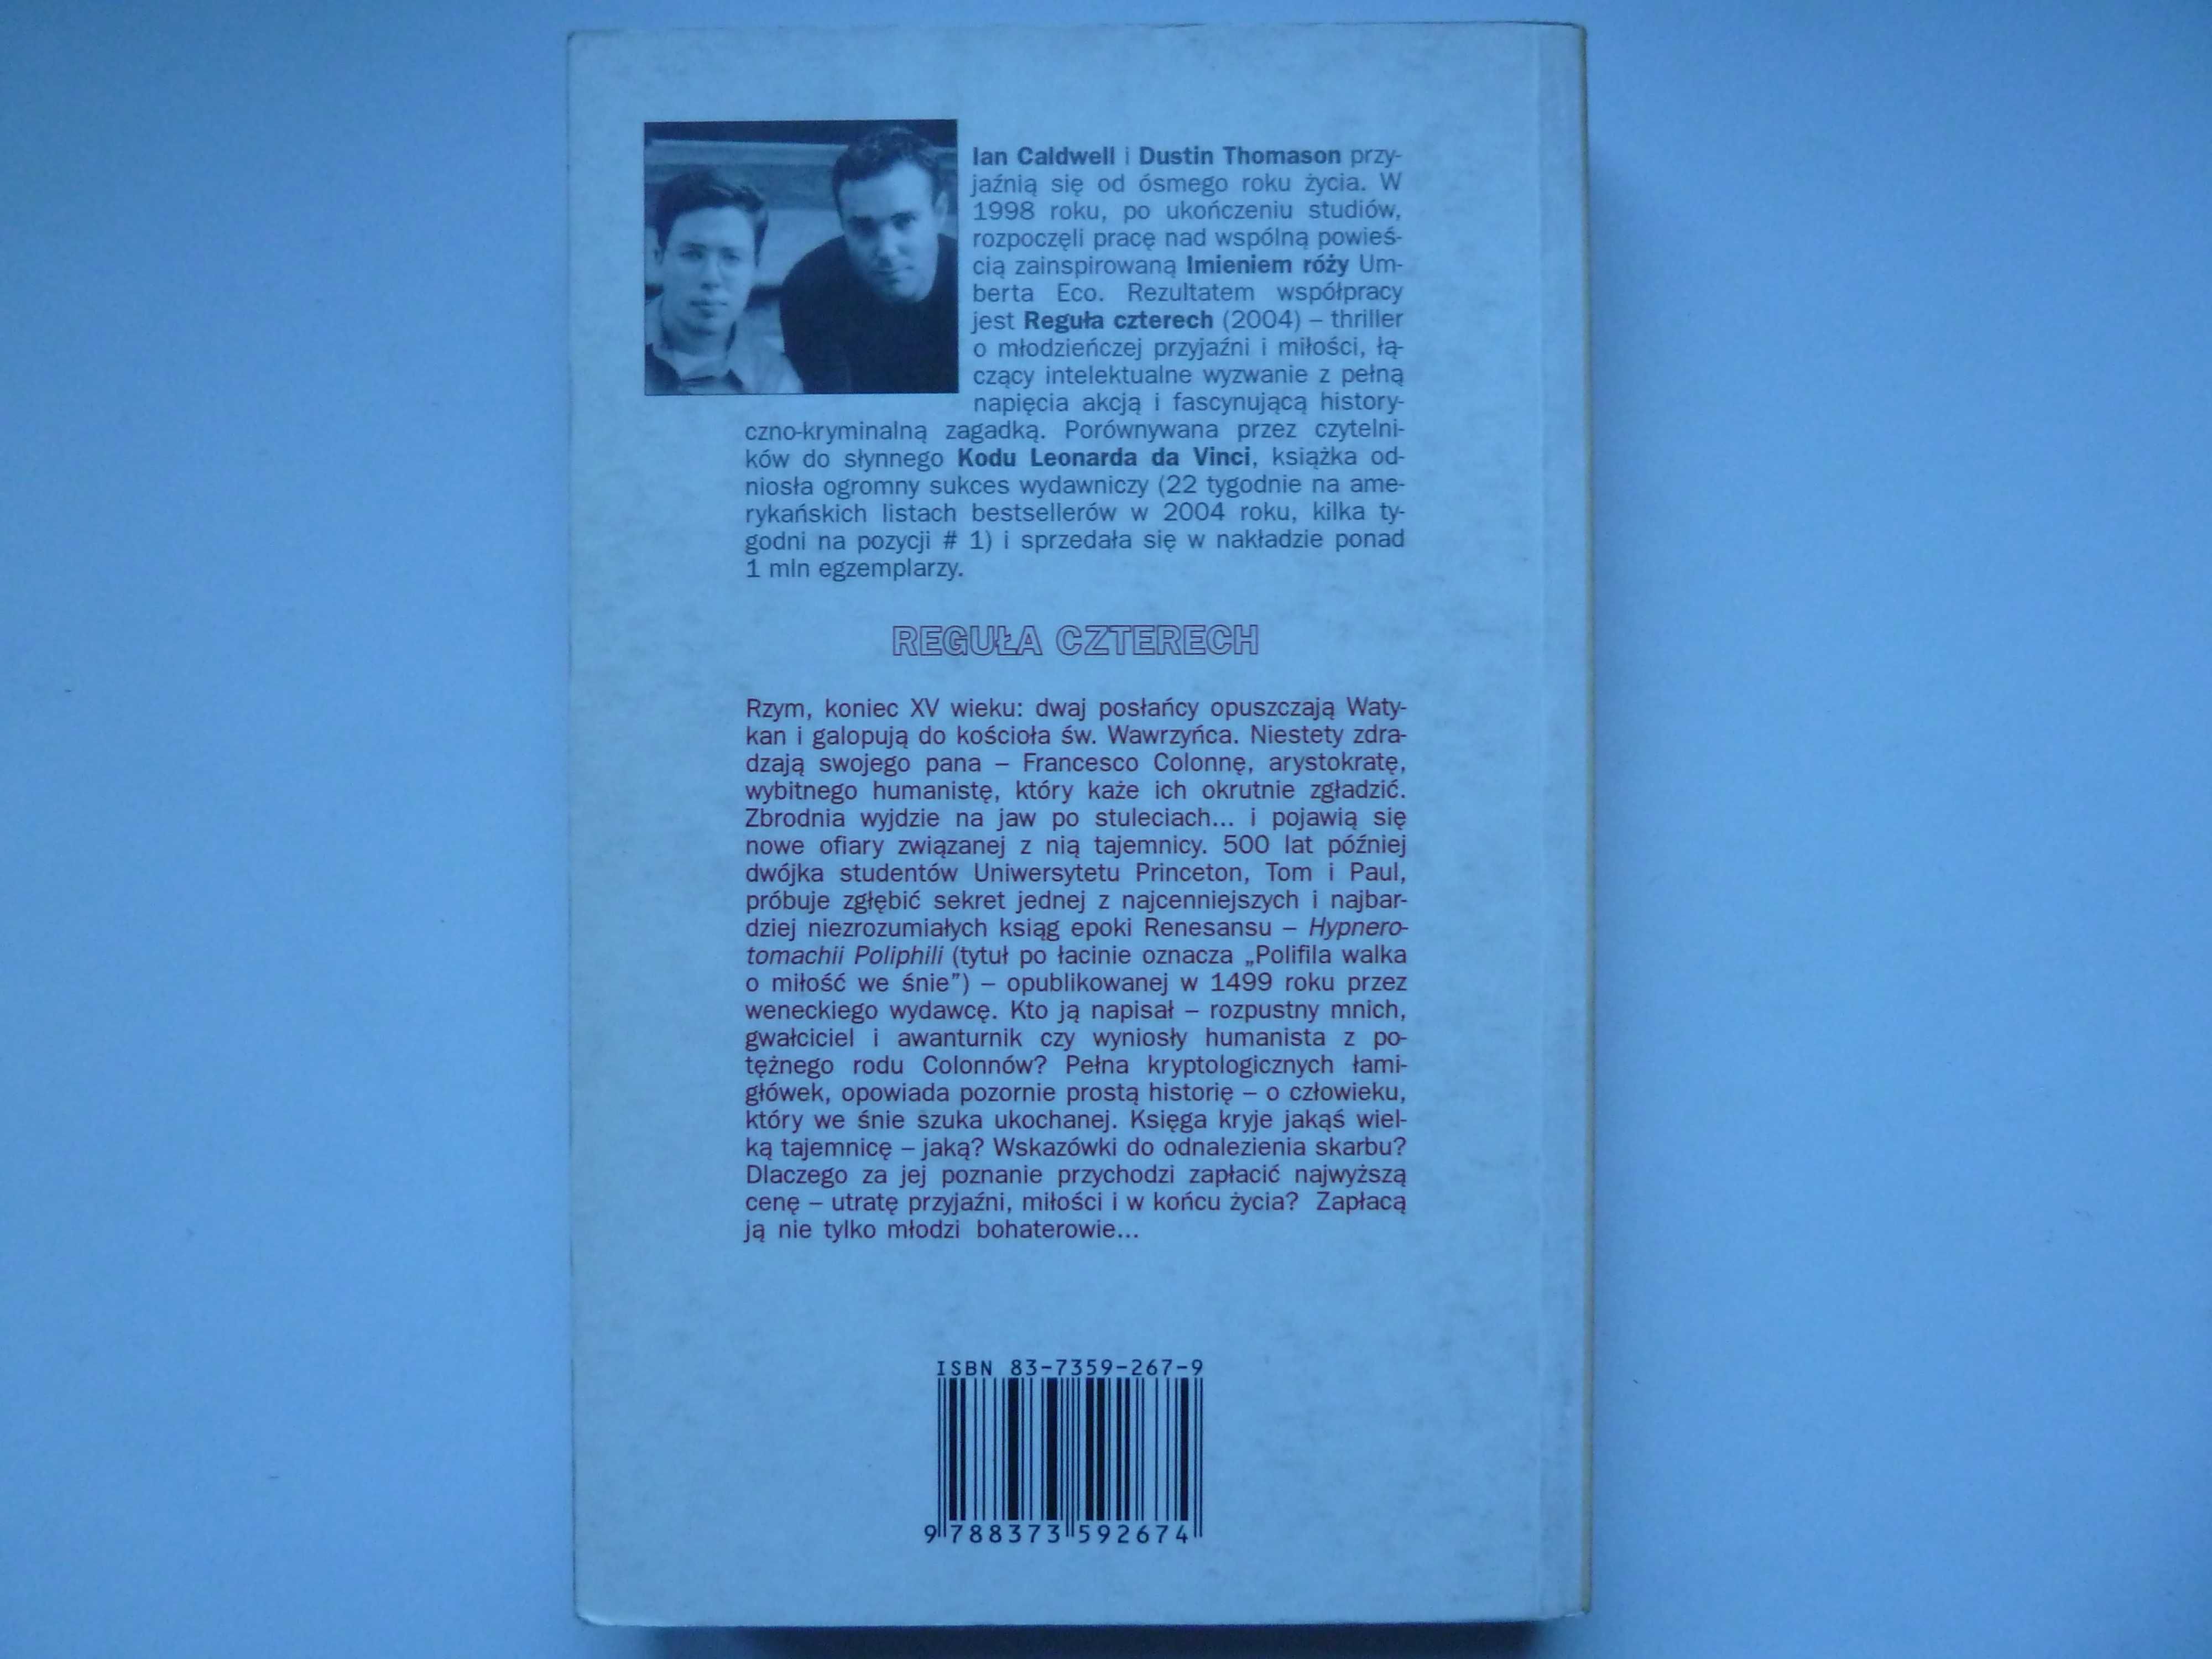 Ian Caldwell i Dustin Thomason przy-
jaźnią się od ósmego roku życia. W
1998 roku, po ukończeniu studiów,
rozpoczęli pracę nad wspólną powieś-
cią zainspirowaną Imieniem róży Um-
berta Eco. Rezultatem współpracy
jest Reguła czterech (2004) – thriller
o młodzieńczej przyjaźni i miłości, łą-
czący intelektualne wyzwanie z pełną
napięcia akcją i fascynującą history-
czno-kryminalną zagadką. Porównywana przez czytelni-
ków do słynnego Kodu Leonarda da Vinci, książka od-
niosła ogromny sukces wydawniczy (22 tygodnie na ame-
rykańskich listach bestsellerów w 2004 roku, kilka ty-
godni na pozycji # 1) i sprzedała się w nakładzie ponad
1 mln egzemplarzy.
REGUŁA CZTERECH
Rzym, koniec XV wieku: dwaj posłańcy opuszczają Waty-
kan i galopują do kościoła św. Wawrzyńca. Niestety zdra-
dzają swojego pana – Francesco Colonnę, arystokratę,
wybitnego humanistę, który każe ich okrutnie zgładzić.
Zbrodnia wyjdzie na jaw po stuleciach... i pojawią się
nowe ofiary związanej z nią tajemnicy. 500 lat później
dwójka studentów Uniwersytetu Princeton, Tom i Paul,
próbuje zgłębić sekret jednej z najcenniejszych i najbar-
dziej niezrozumiałych ksiąg epoki Renesansu – Hypnero-
tomachii Poliphili (tytuł po łacinie oznacza „Polifila walka
o miłość we śnie”) – opublikowanej w 1499 roku przez
weneckiego wydawcę. Kto ją napisał – rozpustny mnich,
gwałciciel i awanturnik czy wyniosły humanista z po-
tężnego rodu Colonnów? Pełna kryptologicznych łami-
główek, opowiada pozornie prostą historię – o człowieku,
który we śnie szuka ukochanej. Księga kryje jakąś wiel-
ką tajemnicę – jaką? Wskazówki do odnalezienia skarbu?
Dlaczego za jej poznanie przychodzi zapłacić najwyższą
cenę – utratę przyjaźni, miłości i w końcu życia? Zapłacą
ją nie tylko młodzi bohaterowie...
ISBN 83-7359-267-9
9 788373 592674